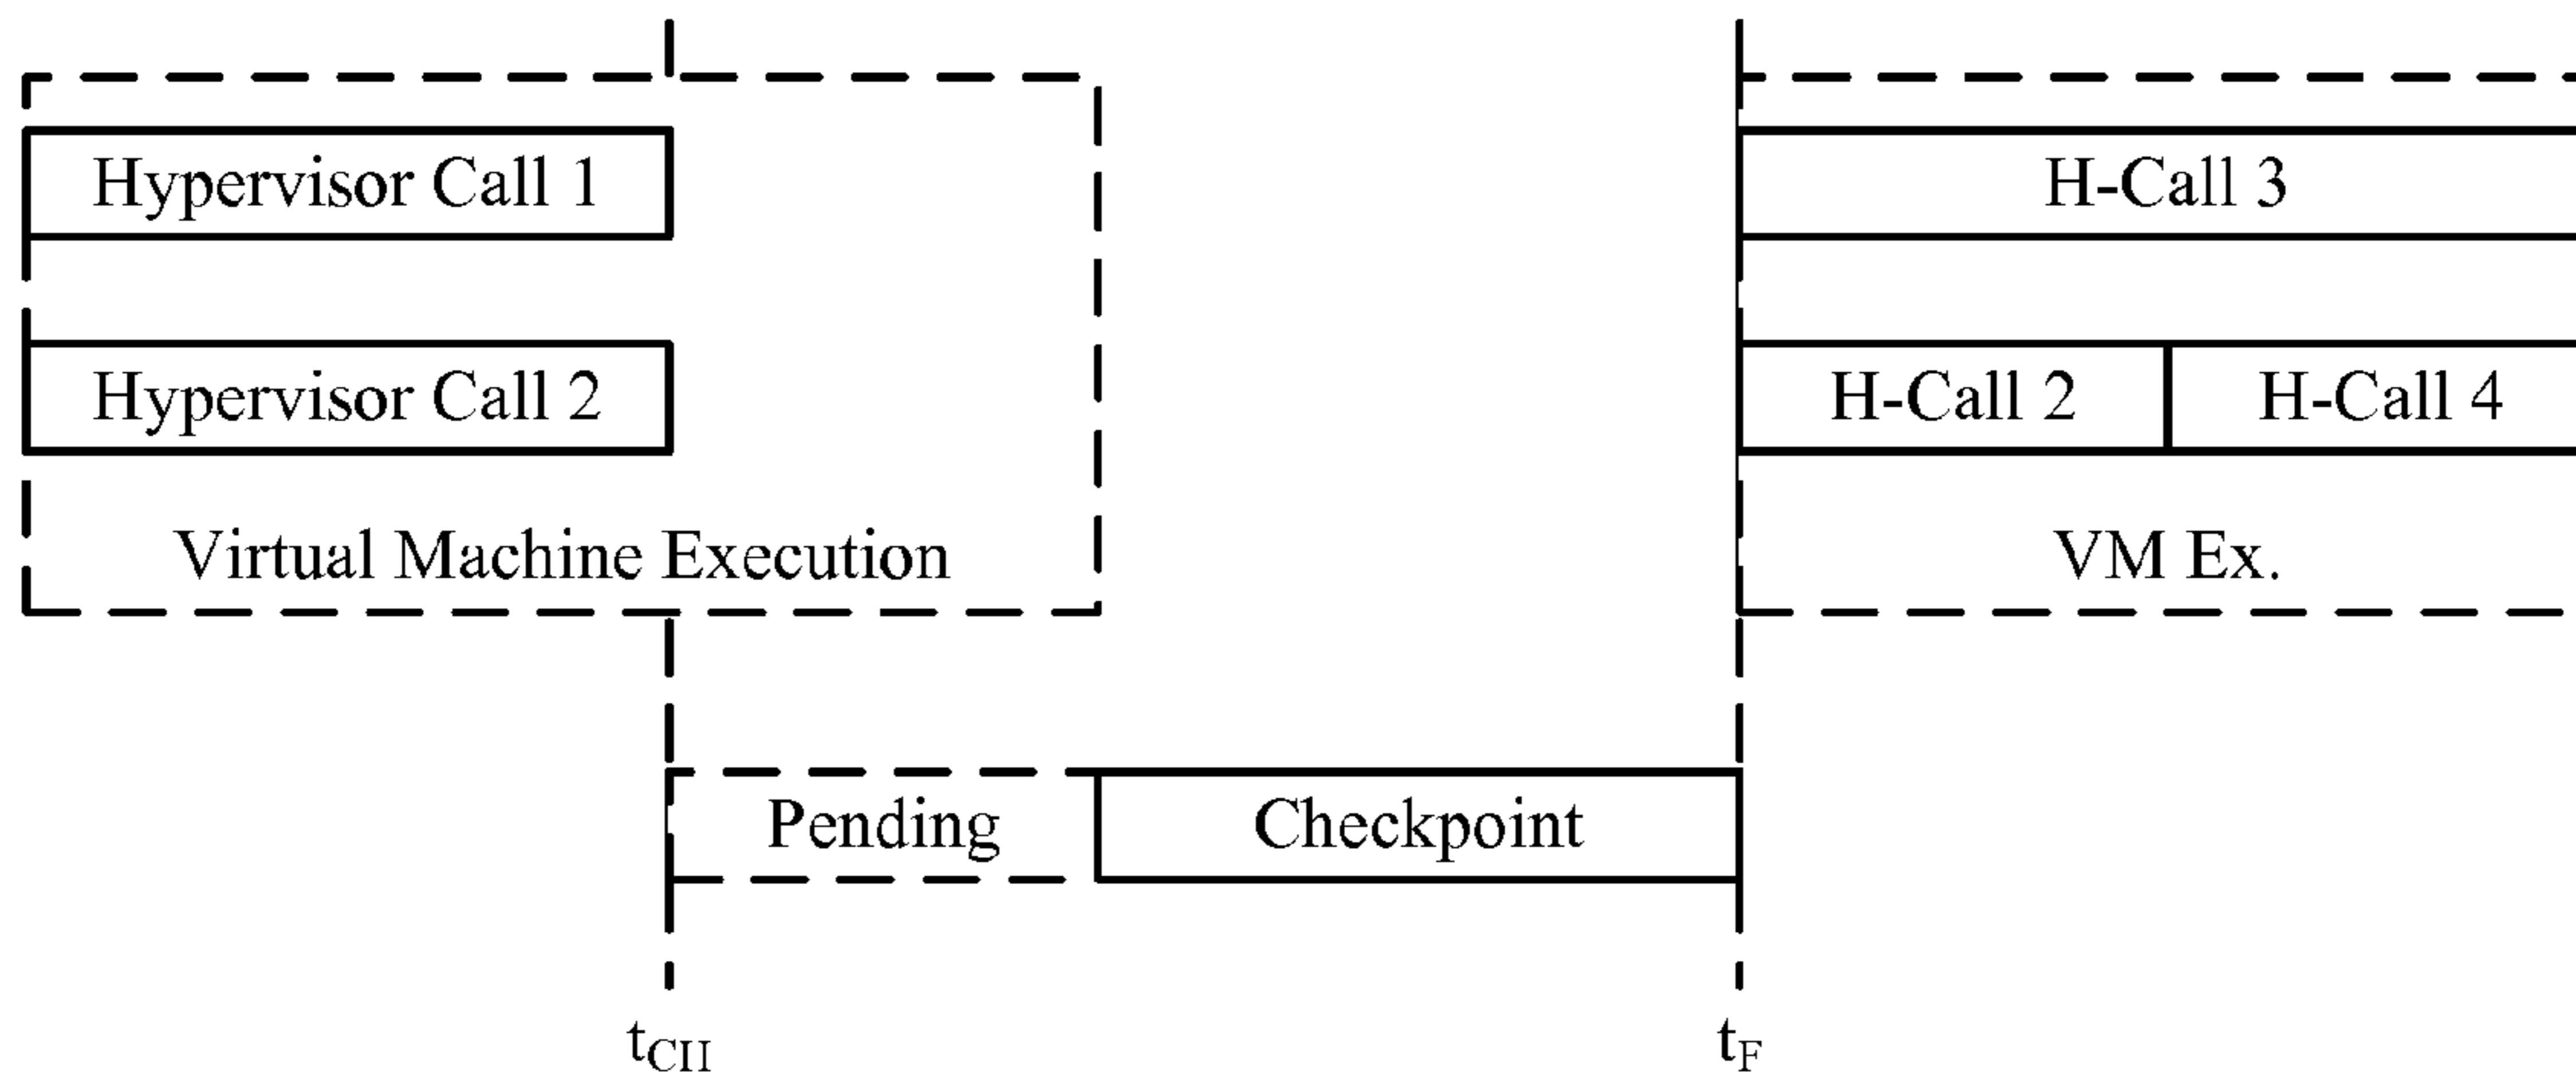 Hypervisor Call 1
H-Call 3
Hypervisor Call 2
H-Call 2
H-Call 4
Virtual Machine Execution
VM Ex.
Pending
Checkpoint
tCH
tF